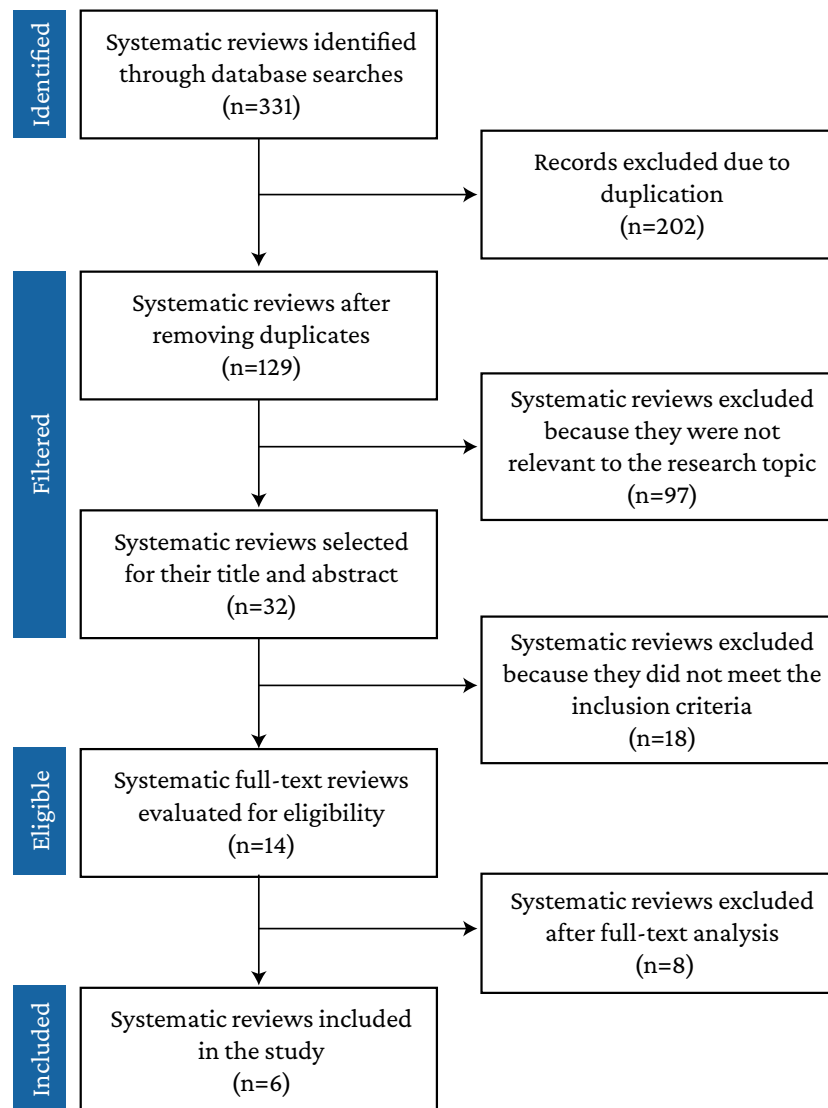 Identified
Systematic reviews identified
through database searches
(n=331)
Records excluded due to
duplication
(n=202)
Filtered
Systematic reviews after
removing duplicates
(n=129)
Systematic reviews excluded
because they were not
relevant to the research topic
(n=97)
Systematic reviews selected
for their title and abstract
(n=32)
Systematic reviews excluded
because they did not meet the
inclusion criteria
(n=18)
Eligible
Systematic full-text reviews
evaluated for eligibility
(n=14)
Systematic reviews excluded
after full-text analysis
(n=8)
Included
Systematic reviews included
in the study
(n=6)